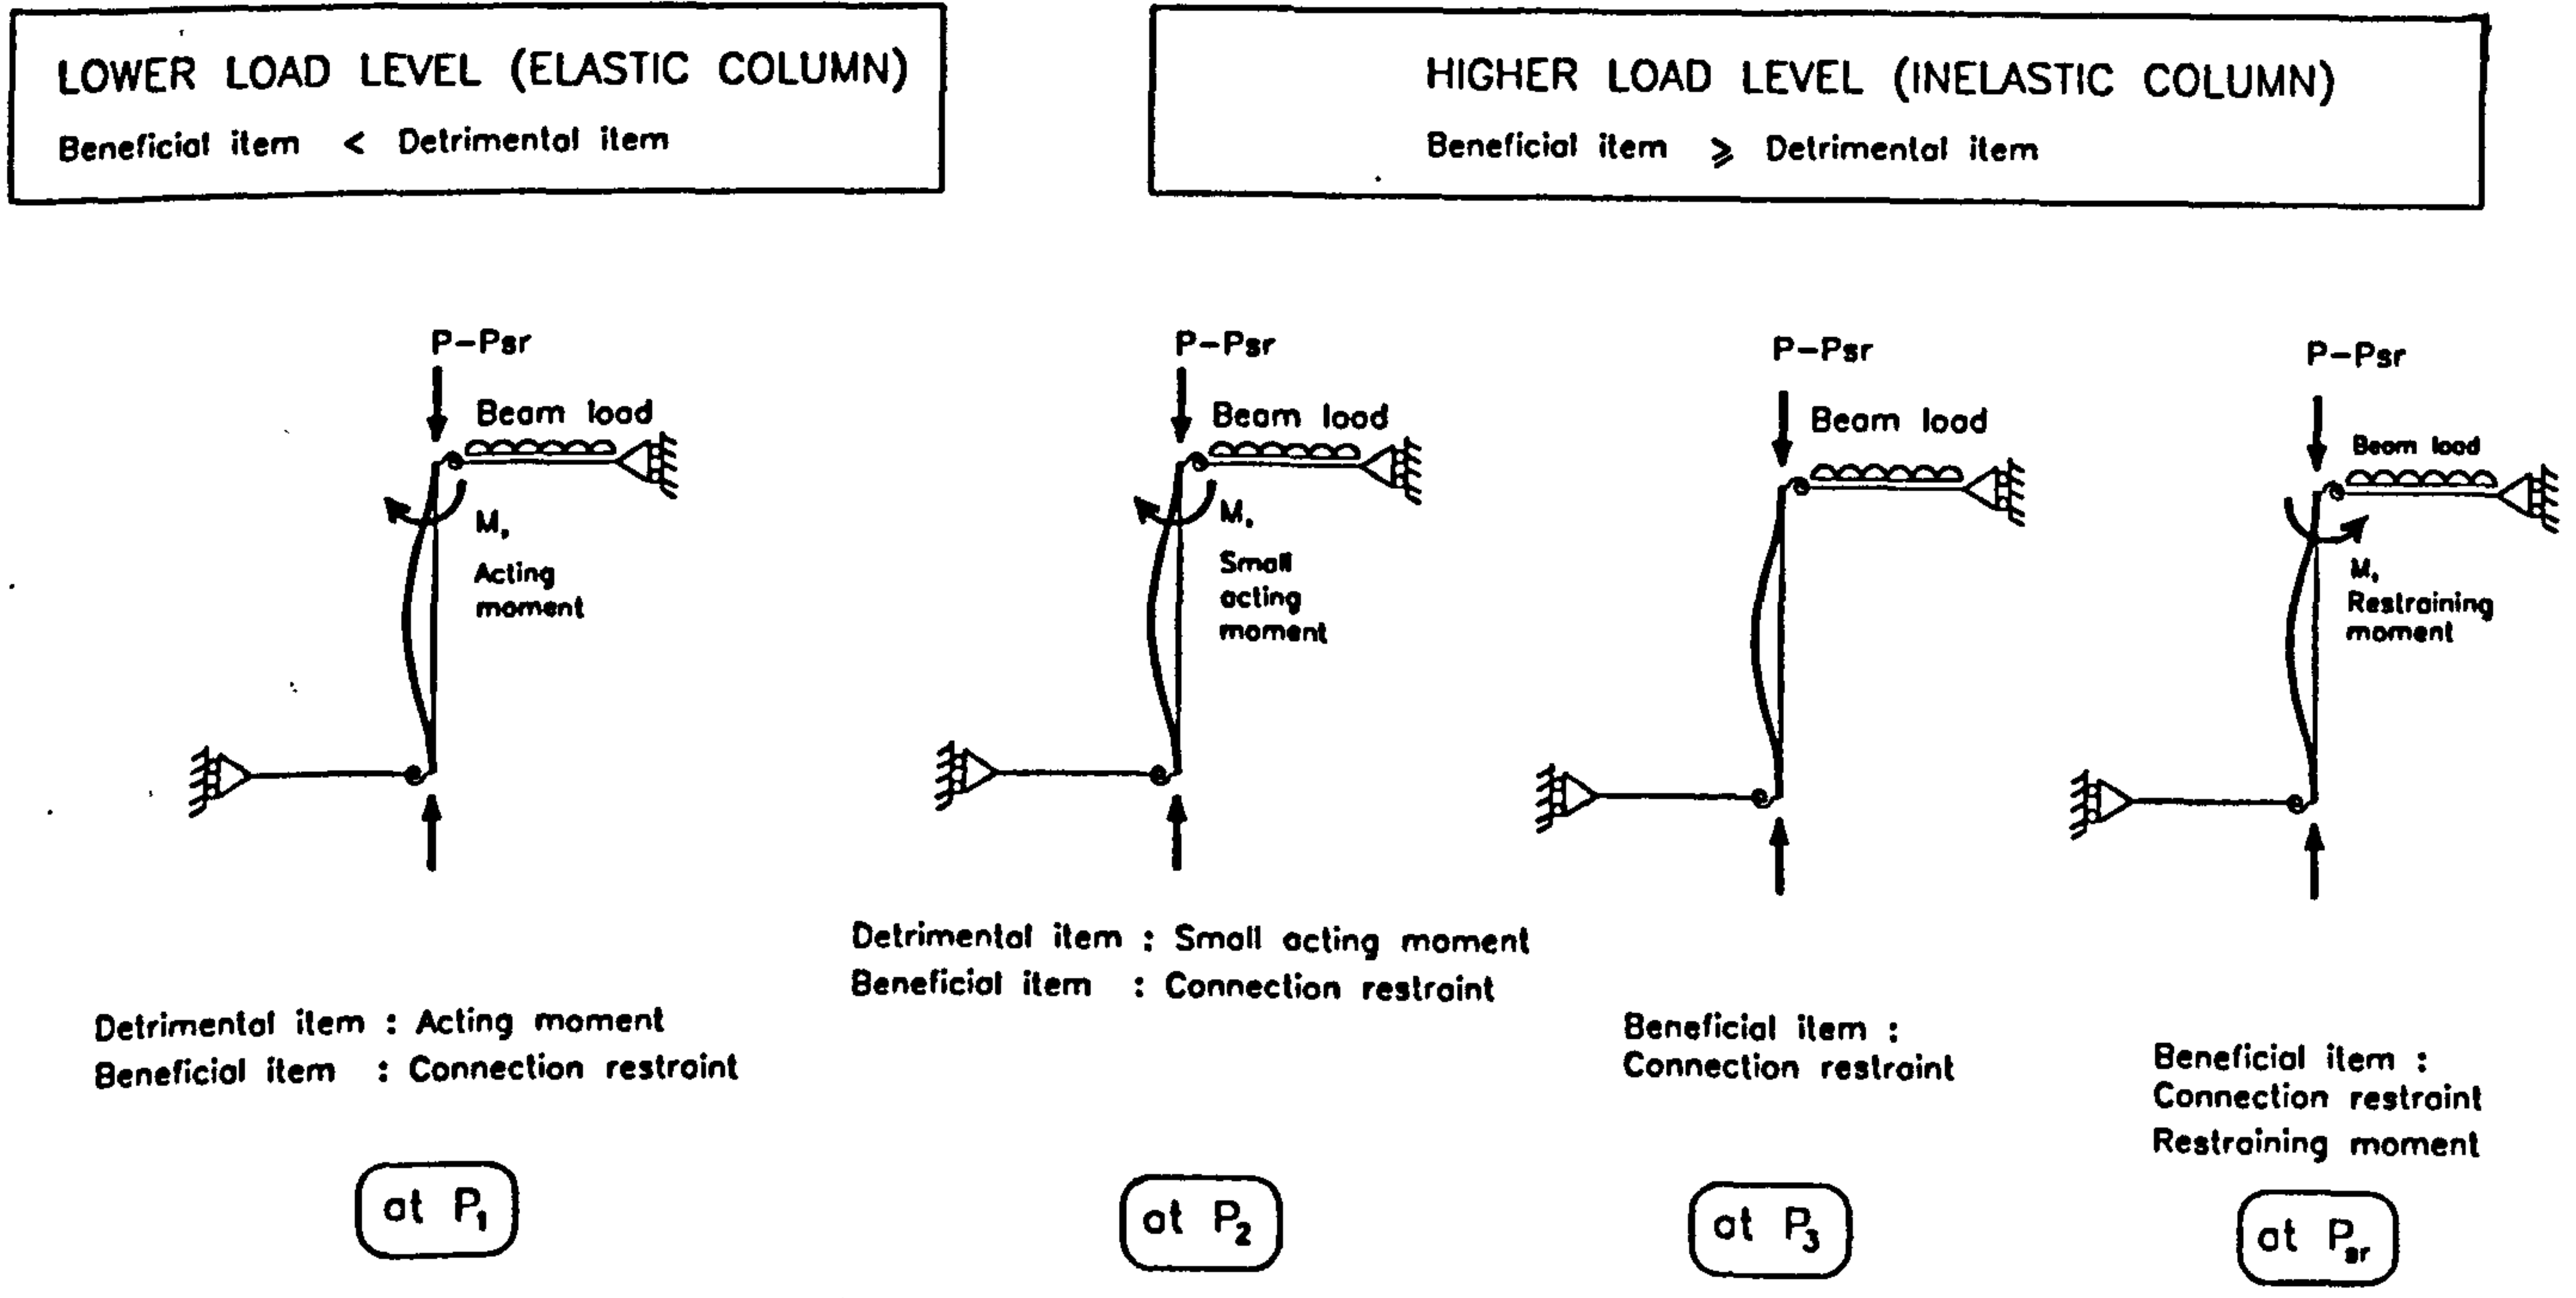 LOWER LOAD LEVEL (ELASTIC COLUMN)
Beneficial item < Detrimental item
HIGHER LOAD LEVEL (INELASTIC COLUMN)
Beneficial item ⩾ Detrimental item
P-Psr
Beam load
M,
Acting
moment
Detrimental item : Acting moment
Beneficial item : Connection restraint
at P₁
P-Psr
Beam load
M,
Small
acting
moment
Detrimental item : Small acting moment
Beneficial item : Connection restraint
at P₂
P-Psr
Beam load
Beneficial item :
Connection restraint
at P₃
P-Psr
Beam load
M,
Restraining
moment
Beneficial item :
Connection restraint
Restraining moment
at Psr